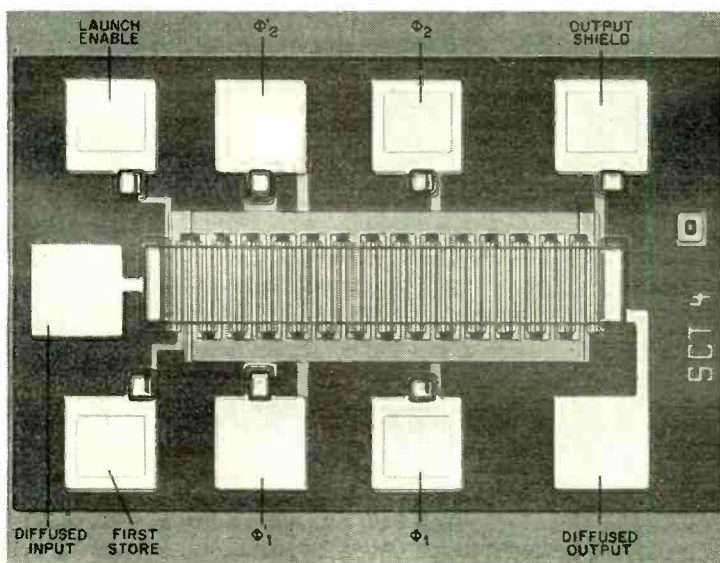 LAUNCH
ENABLE
Φ'2
Φ2
OUTPUT
SHIELD
SCT 4
DIFFUSED
INPUT
FIRST
STORE
Φ'1
Φ1
DIFFUSED
OUTPUT